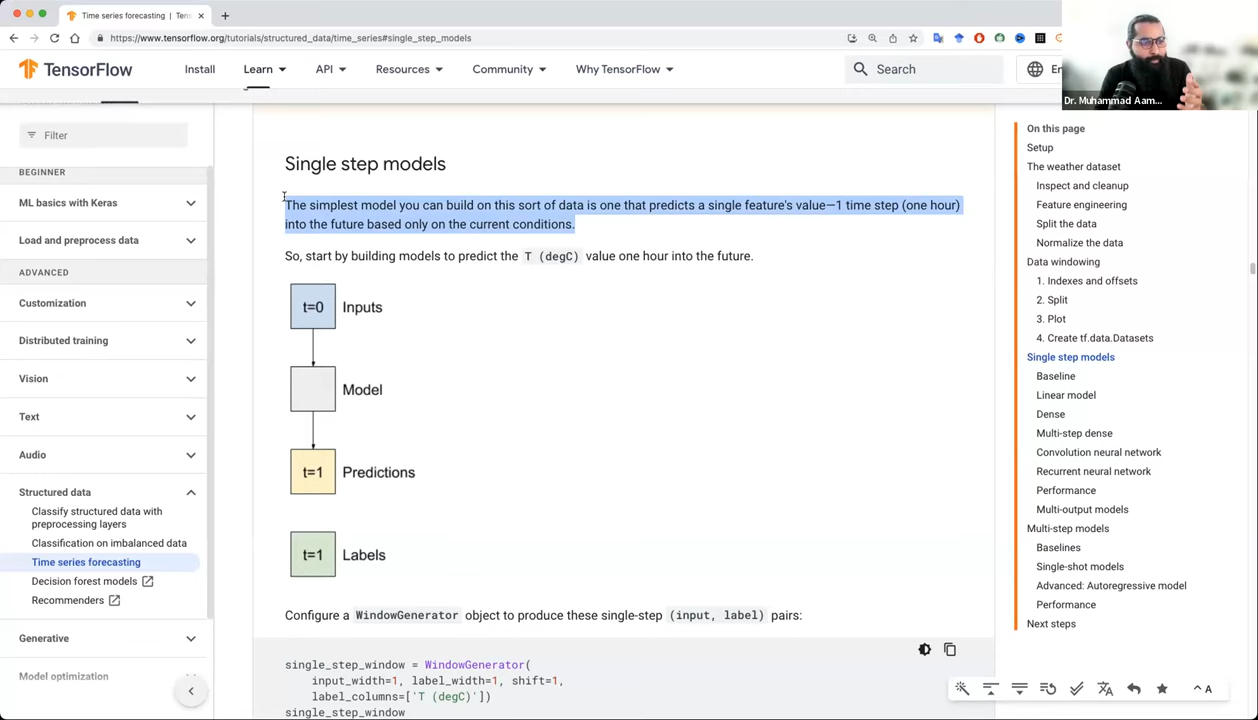 Time series forecasting | Tens
https://www.tensorflow.org/tutorials/structured_data/time_series#single_step_models
TensorFlow
Install
Learn
API
Resources
Community
Why TensorFlow
Search
En
Dr. Muhammad Aam...
Filter
BEGINNER
ML basics with Keras
Load and preprocess data
ADVANCED
Customization
Distributed training
Vision
Text
Audio
Structured data
Classify structured data with
preprocessing layers
Classification on imbalanced data
Time series forecasting
Decision forest models
Recommenders
Generative
Model optimization
Single step models
The simplest model you can build on this sort of data is one that predicts a single feature's value—1 time step (one hour)
into the future based only on the current conditions.
So, start by building models to predict the T (degC) value one hour into the future.
t=0 Inputs
Model
t=1 Predictions
t=1 Labels
Configure a WindowGenerator object to produce these single-step (input, label) pairs:
single_step_window = WindowGenerator(
input_width=1, label_width=1, shift=1,
label_columns=['T (degC)'])
single_step_window
On this page
Setup
The weather dataset
Inspect and cleanup
Feature engineering
Split the data
Normalize the data
Data windowing
1. Indexes and offsets
2. Split
3. Plot
4. Create tf.data.Datasets
Single step models
Baseline
Linear model
Dense
Multi-step dense
Convolution neural network
Recurrent neural network
Performance
Multi-output models
Multi-step models
Baselines
Single-shot models
Advanced: Autoregressive model
Performance
Next steps
A